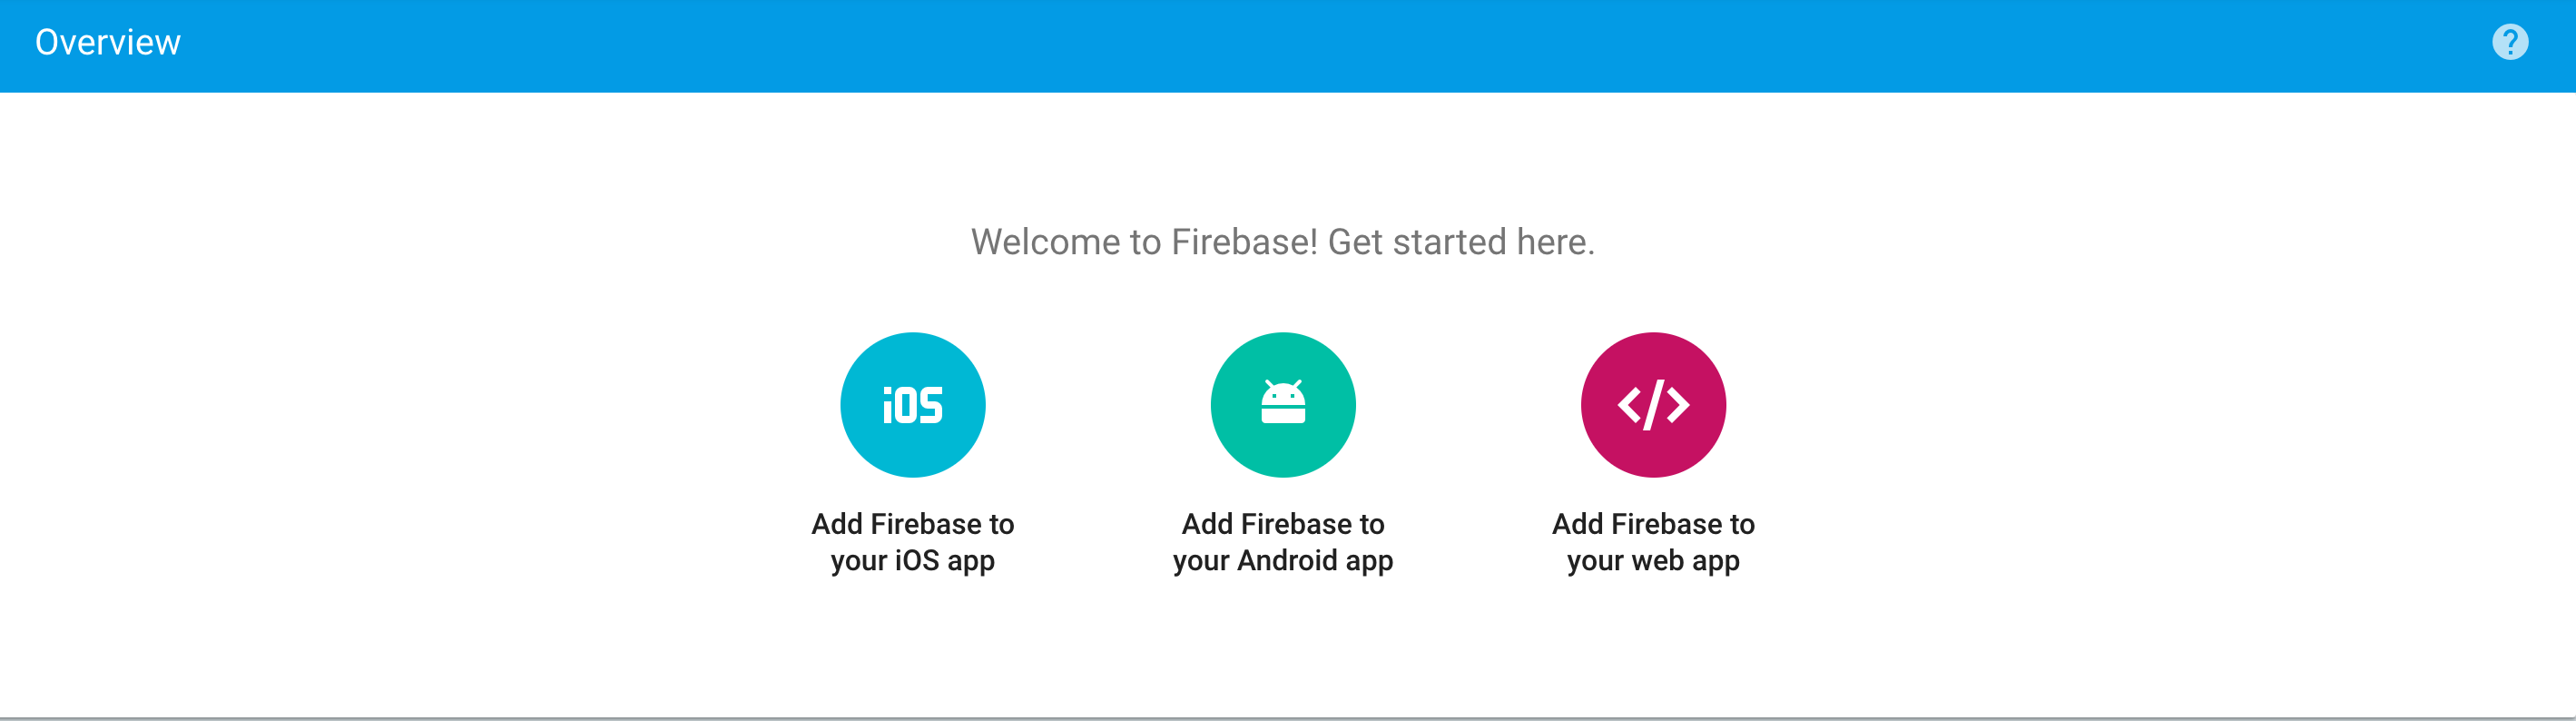 Overview
?
Welcome to Firebase! Get started here.
iOS
</>
Add Firebase to
your iOS app
Add Firebase to
your Android app
Add Firebase to
your web app